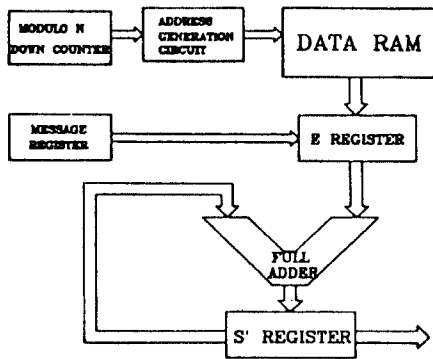 MODULO N
DOWN COUNTER
ADDRESS
GENERATION
CIRCUIT
DATA RAM
MESSAGE
REGISTER
E REGISTER
FULL
ADDER
S' REGISTER